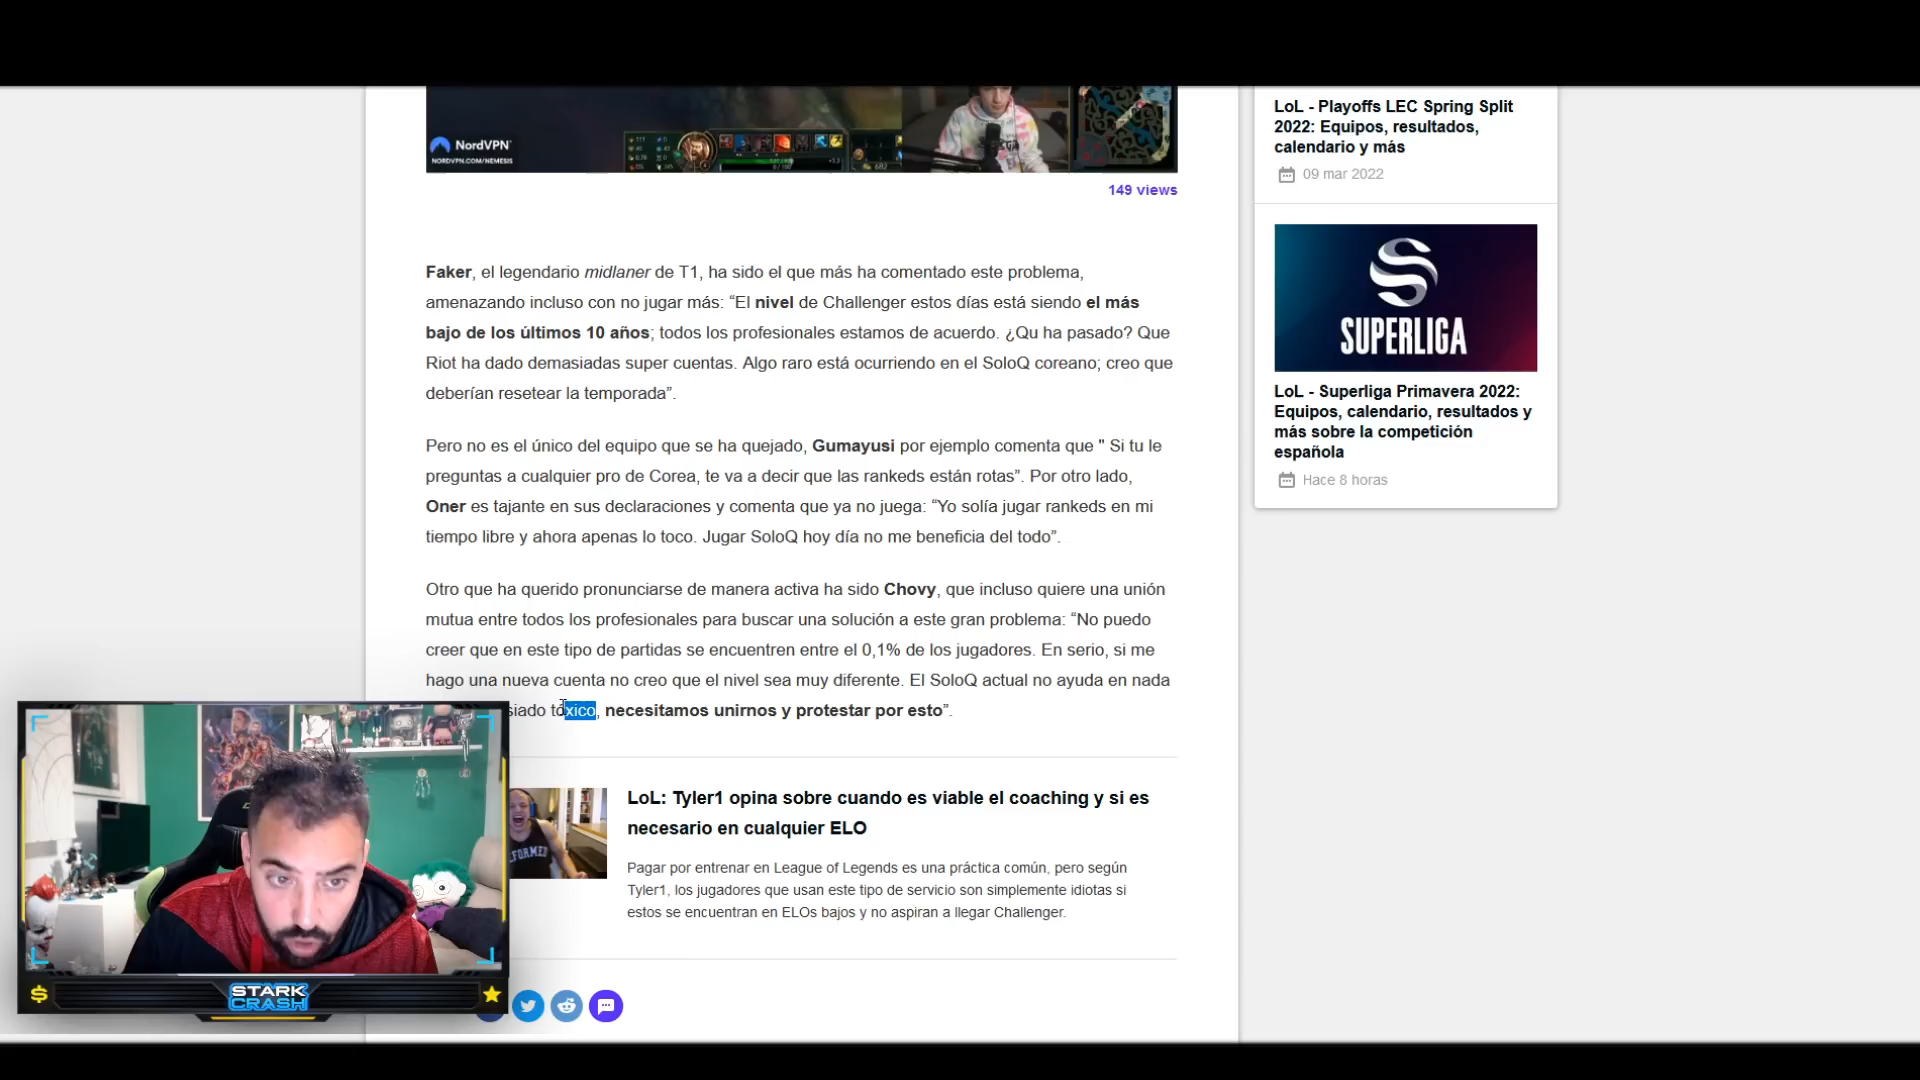 NordVPN
NORDVPN.COM/NEMESIS
149 views
Faker, el legendario midlaner de T1, ha sido el que más ha comentado este problema,
amenazando incluso con no jugar más: “El nivel de Challenger estos días está siendo el más
bajo de los últimos 10 años; todos los profesionales estamos de acuerdo. ¿Qu ha pasado? Que
Riot ha dado demasiadas super cuentas. Algo raro está ocurriendo en el SoloQ coreano; creo que
deberían resetear la temporada”.
Pero no es el único del equipo que se ha quejado, Gumayusi por ejemplo comenta que " Si tu le
preguntas a cualquier pro de Corea, te va a decir que las rankeds están rotas”. Por otro lado,
Oner es tajante en sus declaraciones y comenta que ya no juega: “Yo solía jugar rankeds en mi
tiempo libre y ahora apenas lo toco. Jugar SoloQ hoy día no me beneficia del todo”.
Otro que ha querido pronunciarse de manera activa ha sido Chovy, que incluso quiere una unión
mutua entre todos los profesionales para buscar una solución a este gran problema: “No puedo
creer que en este tipo de partidas se encuentren entre el 0,1% de los jugadores. En serio, si me
hago una nueva cuenta no creo que el nivel sea muy diferente. El SoloQ actual no ayuda en nada
siado tóxico, necesitamos unirnos y protestar por esto”.
LoL: Tyler1 opina sobre cuando es viable el coaching y si es
necesario en cualquier ELO
Pagar por entrenar en League of Legends es una práctica común, pero según
Tyler1, los jugadores que usan este tipo de servicio son simplemente idiotas si
estos se encuentran en ELOs bajos y no aspiran a llegar Challenger.
LoL - Playoffs LEC Spring Split
2022: Equipos, resultados,
calendario y más
09 mar 2022
SUPERLIGA
LoL - Superliga Primavera 2022:
Equipos, calendario, resultados y
más sobre la competición
española
Hace 8 horas
$
STARK
CRASH